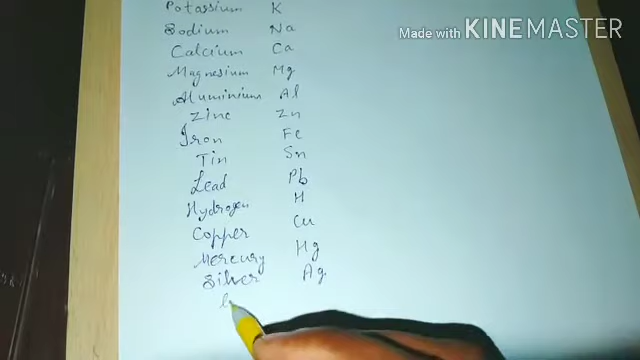 Made with KINEMASTER
Potassium K
Sodium Na
Calcium Ca
Magnesium Mg
Aluminium Al
Zinc Zn
Iron Fe
Tin Sn
Lead Pb
Hydrogen H
Copper Cu
Mercury Hg
Silver Ag